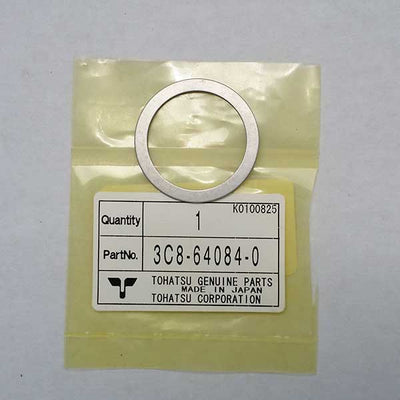 K0100825
Quantity 1
PartNo. 3C8-64084-0
TOHATSU GENUINE PARTS
MADE IN JAPAN
TOHATSU CORPORATION